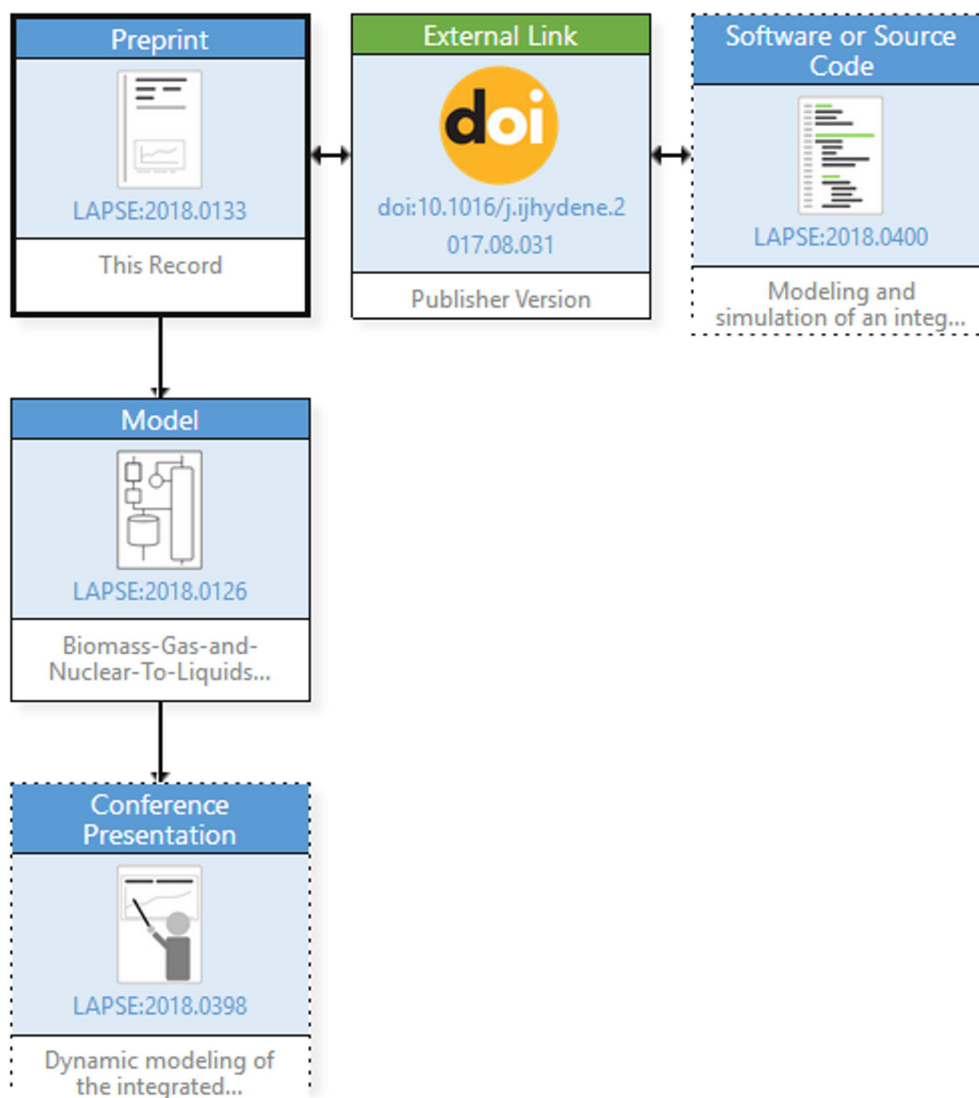 Preprint
LAPSE:2018.0133
This Record
External Link
doi
doi:10.1016/j.ijhydene.2
017.08.031
Publisher Version
Software or Source
Code
LAPSE:2018.0400
Modeling and
simulation of an integ...
Model
LAPSE:2018.0126
Biomass-Gas-and-
Nuclear-To-Liquids...
Conference
Presentation
LAPSE:2018.0398
Dynamic modeling of
the integrated...